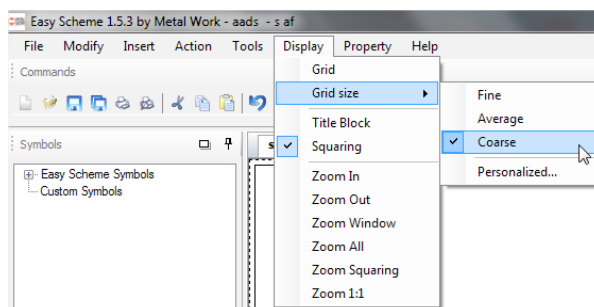 Easy Scheme 1.5.3 by Metal Work - aads - s af
File Modify Insert Action Tools Display Property Help
Commands
Grid
Grid size
Fine
Average
Coarse
Personalized...
Title Block
Squaring
Zoom In
Zoom Out
Zoom Window
Zoom All
Zoom Squaring
Zoom 1:1
Symbols
s
Easy Scheme Symbols
Custom Symbols